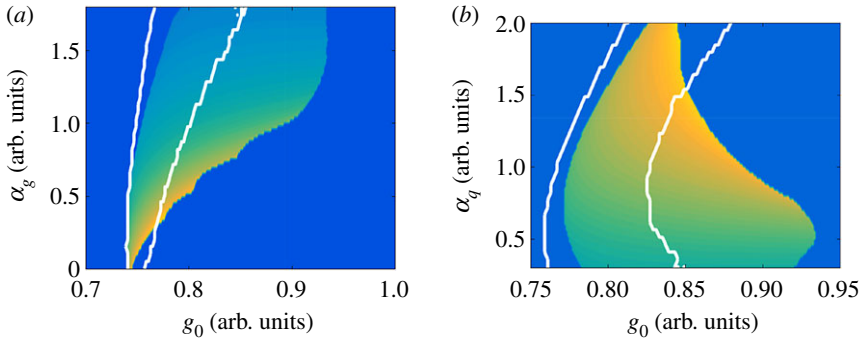 (a)
1.5
1.0
0.5
0
α_g (arb. units)
0.7 0.8 0.9 1.0
g_0 (arb. units)
(b)
2.0
1.5
1.0
0.5
α_q (arb. units)
0.75 0.80 0.85 0.90 0.95
g_0 (arb. units)